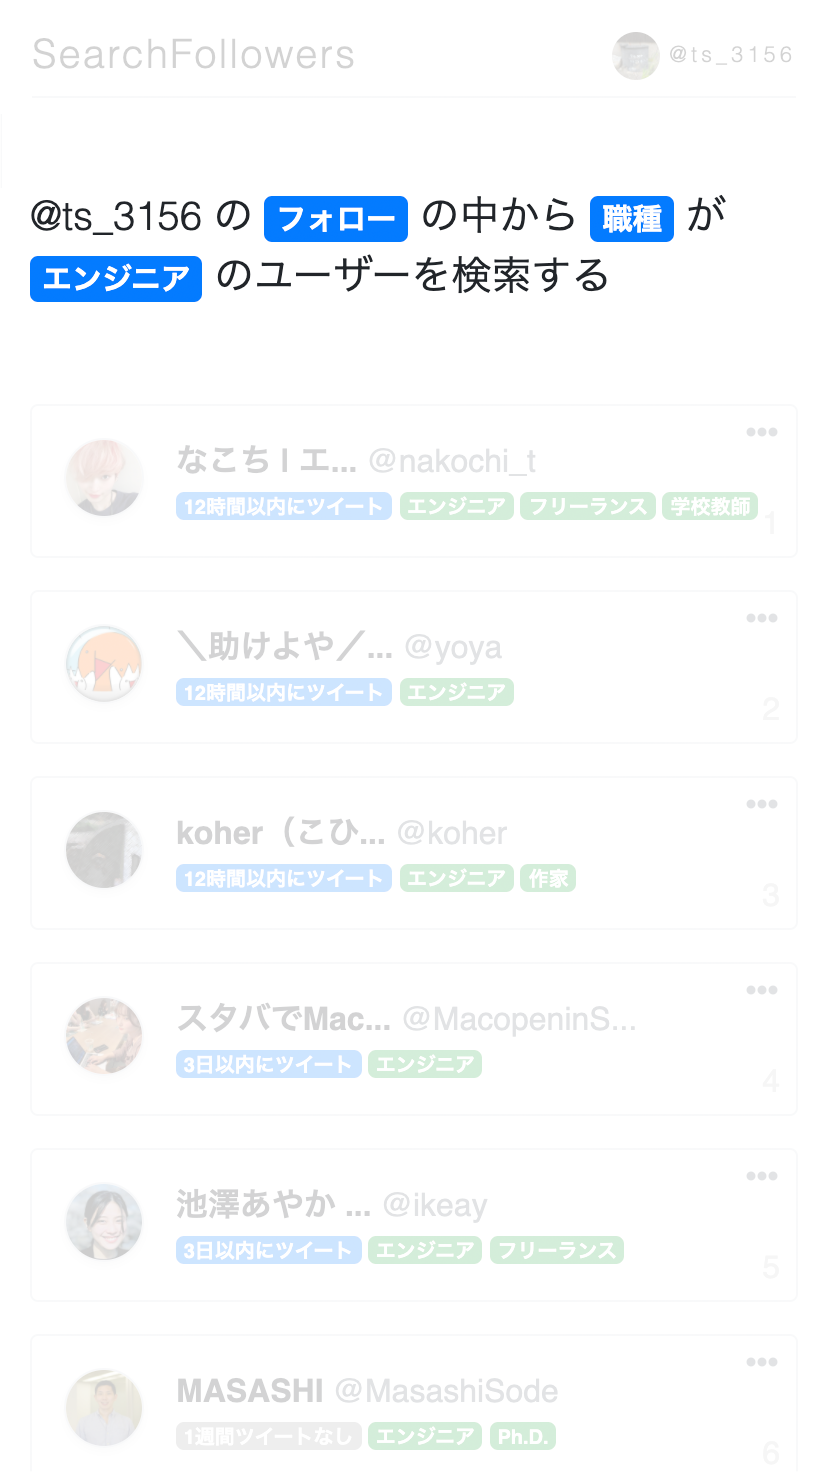 SearchFollowers @ts_3156
@ts_3156 の フォロー の中から 職種 が
エンジニア のユーザーを検索する
なこち | エ... @nakochi_t
12時間以内にツイート エンジニア フリーランス 学校教師
1
＼助けよや／... @yoya
12時間以内にツイート エンジニア
2
koher（こひ... @koher
12時間以内にツイート エンジニア 作家
3
スタバでMac... @MacopeninS...
3日以内にツイート エンジニア
4
池澤あやか ... @ikeay
3日以内にツイート エンジニア フリーランス
5
MASASHI @MasashiSode
1週間ツイートなし エンジニア Ph.D.
6